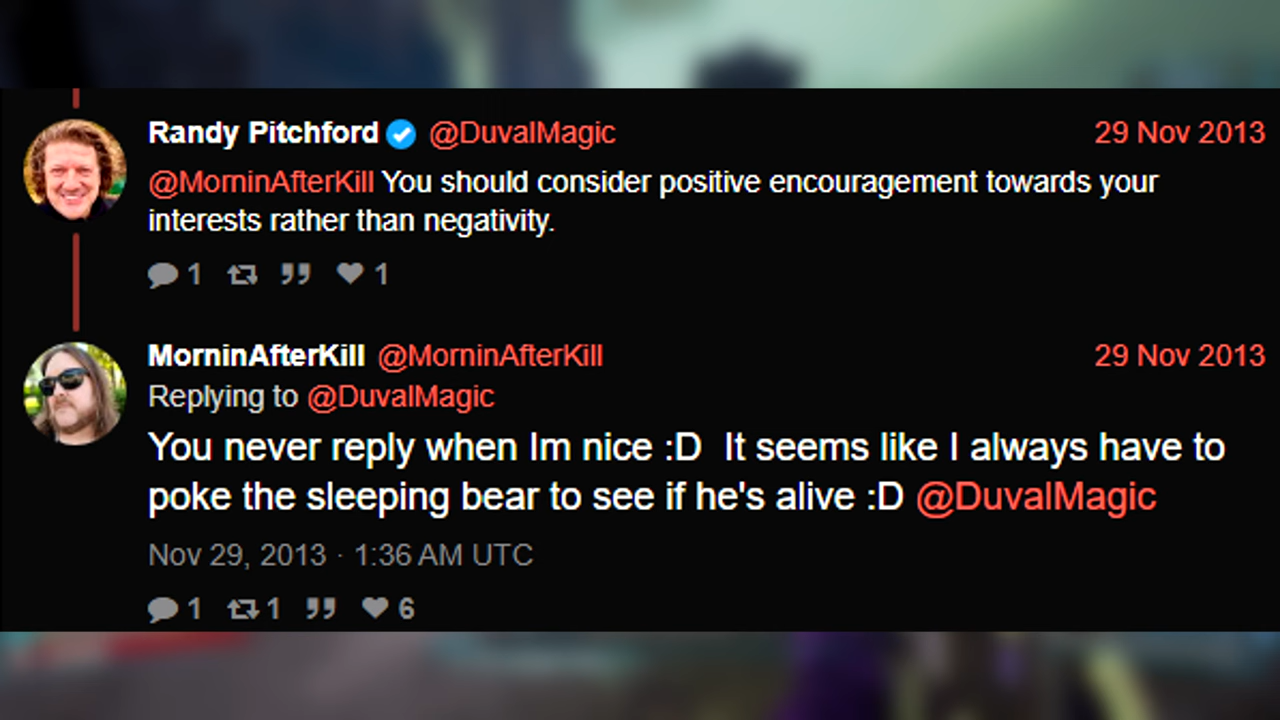 Randy Pitchford @DuvalMagic 29 Nov 2013
@MorninAfterKill You should consider positive encouragement towards your
interests rather than negativity.
1 1
MorninAfterKill @MorninAfterKill 29 Nov 2013
Replying to @DuvalMagic
You never reply when Im nice :D  It seems like I always have to
poke the sleeping bear to see if he's alive :D @DuvalMagic
Nov 29, 2013 · 1:36 AM UTC
1 1 6